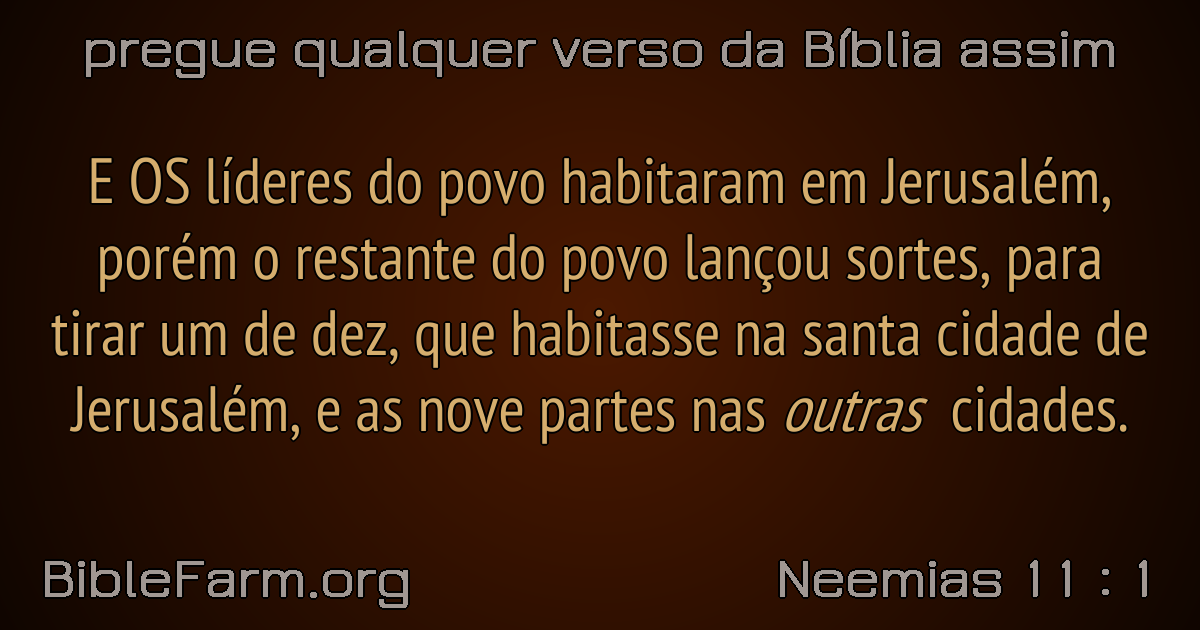 pregue qualquer verso da Bíblia assim
E OS líderes do povo habitaram em Jerusalém,
porém o restante do povo lançou sortes, para
tirar um de dez, que habitasse na santa cidade de
Jerusalém, e as nove partes nas outras cidades.
BibleFarm.org
Neemias 11 : 1